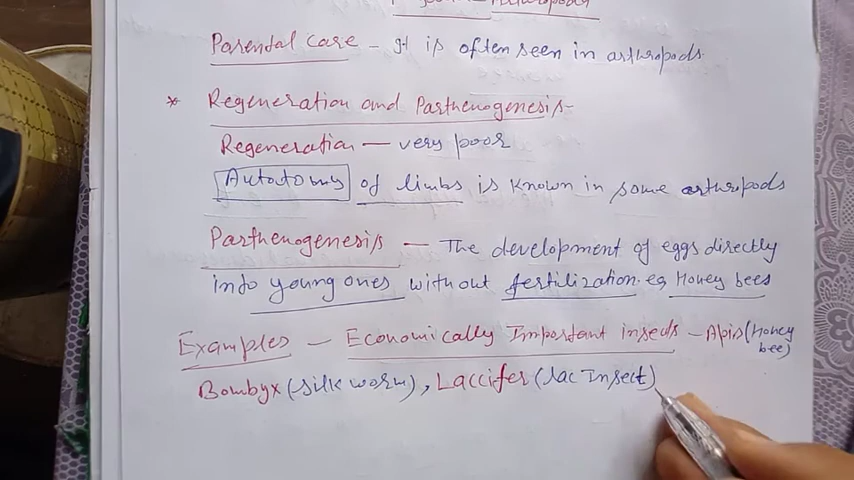 Parental care - It is often seen in arthropods
* Regeneration and Parthenogenesis-
Regeneration — very poor
Autotomy of limbs is known in some arthropods
Parthenogenesis — The development of eggs directly
into young ones without fertilization. eg Honey bees
Examples - Economically Important insects - Apis (Honey
bee)
Bombyx (silk worm), Laccifer (lac Insect)